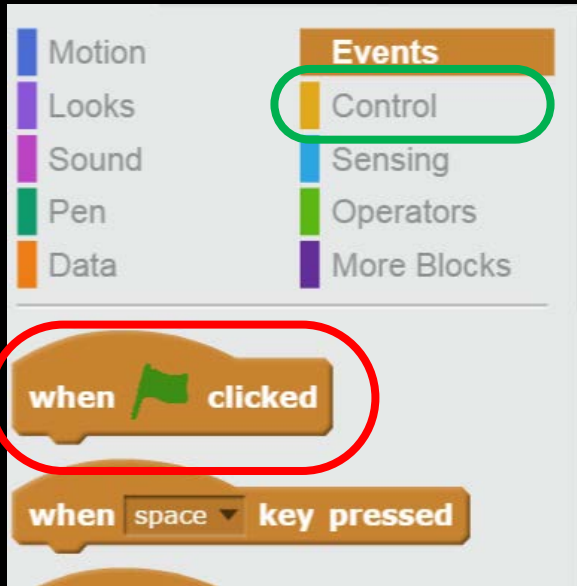 Motion
Events
Looks
Control
Sound
Sensing
Pen
Operators
Data
More Blocks
when clicked
when space key pressed